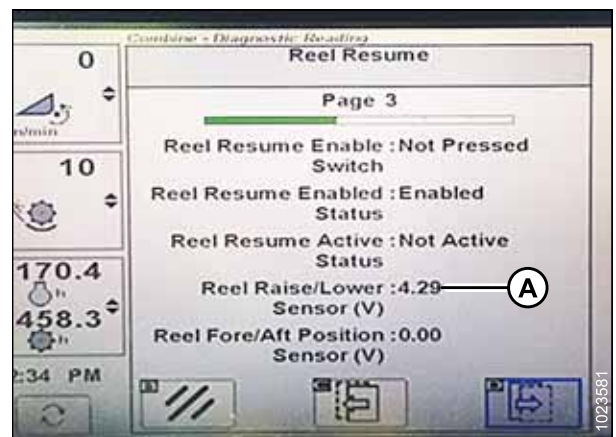 Combine - Diagnostic Reading
Reel Resume
Page 3
Reel Resume Enable : Not Pressed
Switch
Reel Resume Enabled : Enabled
Status
Reel Resume Active : Not Active
Status
Reel Raise/Lower : 4.29
Sensor (V)
Reel Fore/Aft Position : 0.00
Sensor (V)
A
0
n/min
10
170.4
h
458.3
h
2:34 PM
1023581